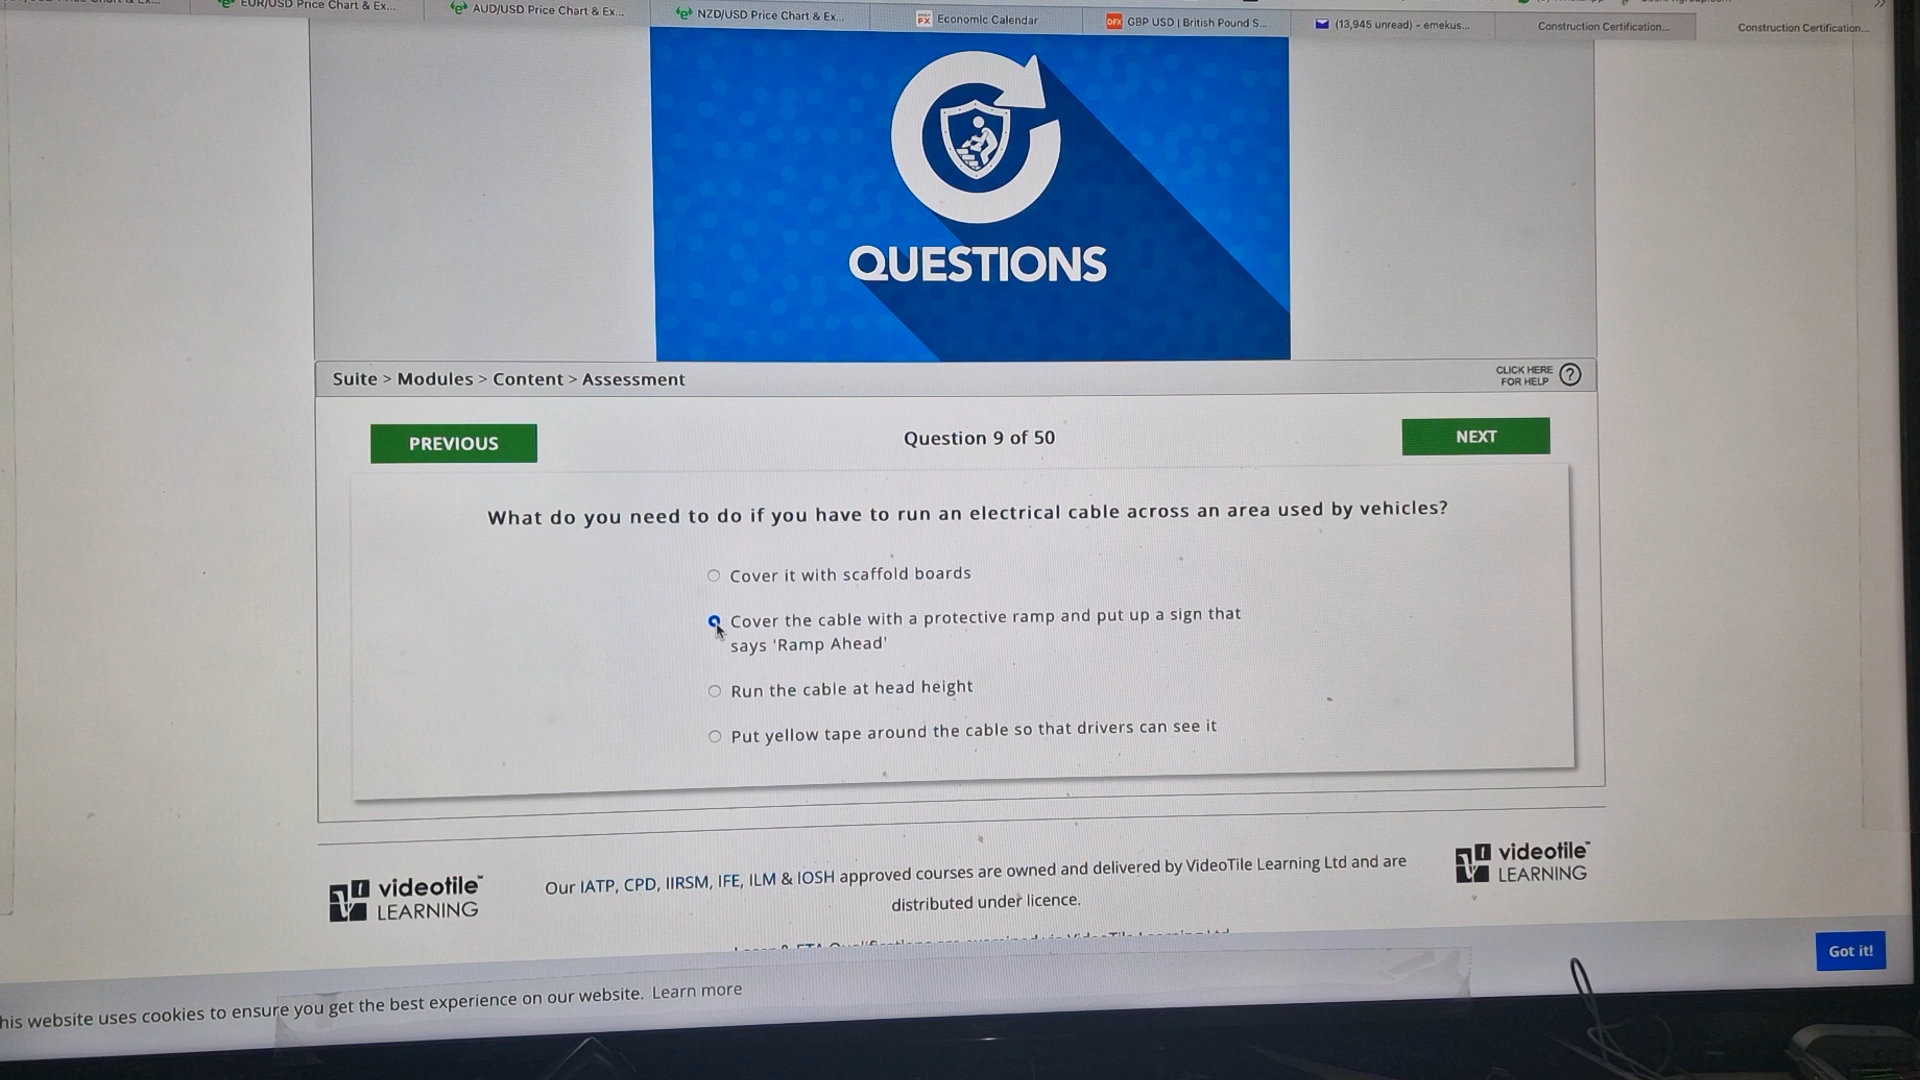 EUR/USD Price Chart & Ex...
AUD/USD Price Chart & Ex...
NZD/USD Price Chart & Ex...
FX Economic Calendar
OFX GBP USD | British Pound S...
(13,945 unread) - emekus...
Construction Certification...
Construction Certification...
QUESTIONS
Suite > Modules > Content > Assessment
CLICK HERE
FOR HELP ?
PREVIOUS
Question 9 of 50
NEXT
What do you need to do if you have to run an electrical cable across an area used by vehicles?
Cover it with scaffold boards
Cover the cable with a protective ramp and put up a sign that
says 'Ramp Ahead'
Run the cable at head height
Put yellow tape around the cable so that drivers can see it
videotile™
LEARNING
Our IATP, CPD, IIRSM, IFE, ILM & IOSH approved courses are owned and delivered by VideoTile Learning Ltd and are
distributed under licence.
videotile™
LEARNING
Got it!
his website uses cookies to ensure you get the best experience on our website. Learn more